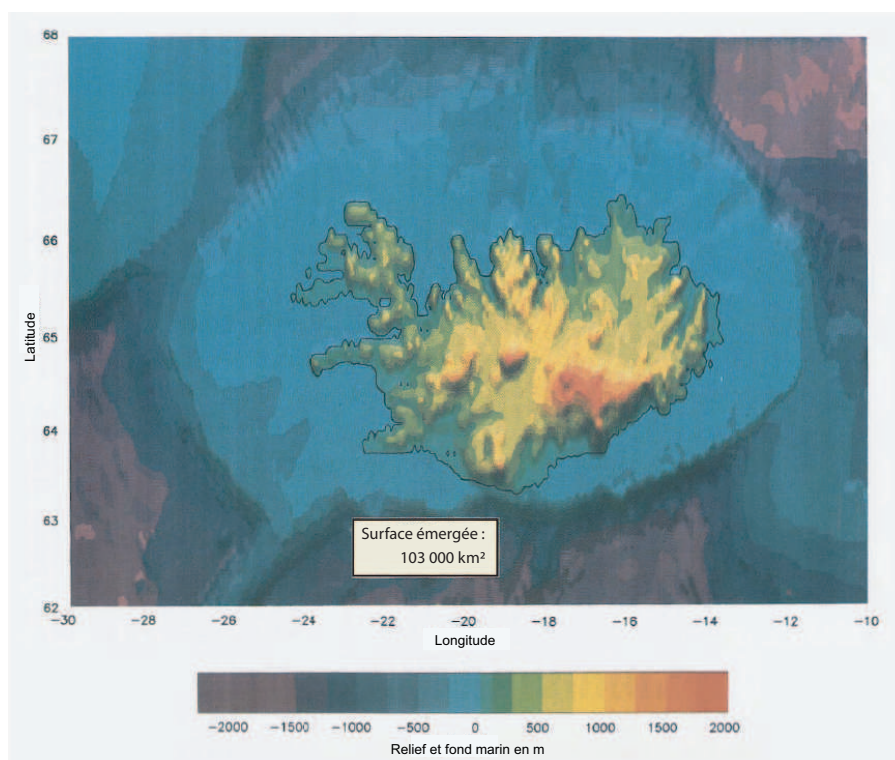 68
67
66
65
64
63
62
Latitude
Surface émergée :
103 000 km²
−30 −28 −26 −24 −22 −20 −18 −16 −14 −12 −10
Longitude
−2000 −1500 −1000 −500 0 500 1000 1500 2000
Relief et fond marin en m